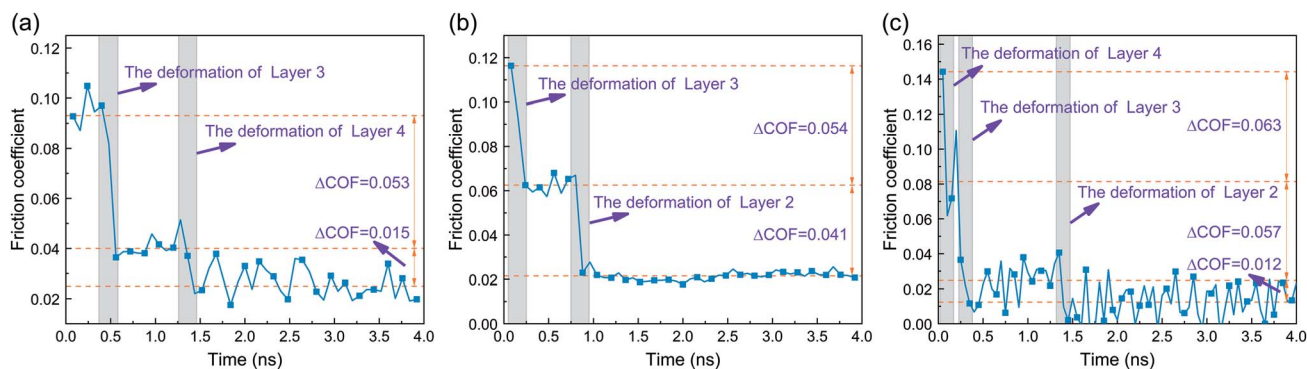 (a)
0.12
0.10
0.08
0.06
0.04
0.02
Friction coefficient
The deformation of Layer 3
The deformation of Layer 4
ΔCOF=0.053
ΔCOF=0.015
0.0 0.5 1.0 1.5 2.0 2.5 3.0 3.5 4.0
Time (ns)
(b)
0.12
0.10
0.08
0.06
0.04
0.02
0.00
Friction coefficient
The deformation of Layer 3
ΔCOF=0.054
The deformation of Layer 2
ΔCOF=0.041
0.0 0.5 1.0 1.5 2.0 2.5 3.0 3.5 4.0
Time (ns)
(c)
0.16
0.14
0.12
0.10
0.08
0.06
0.04
0.02
0.00
Friction coefficient
The deformation of Layer 4
The deformation of Layer 3
ΔCOF=0.063
The deformation of Layer 2
ΔCOF=0.057
ΔCOF=0.012
0.0 0.5 1.0 1.5 2.0 2.5 3.0 3.5 4.0
Time (ns)